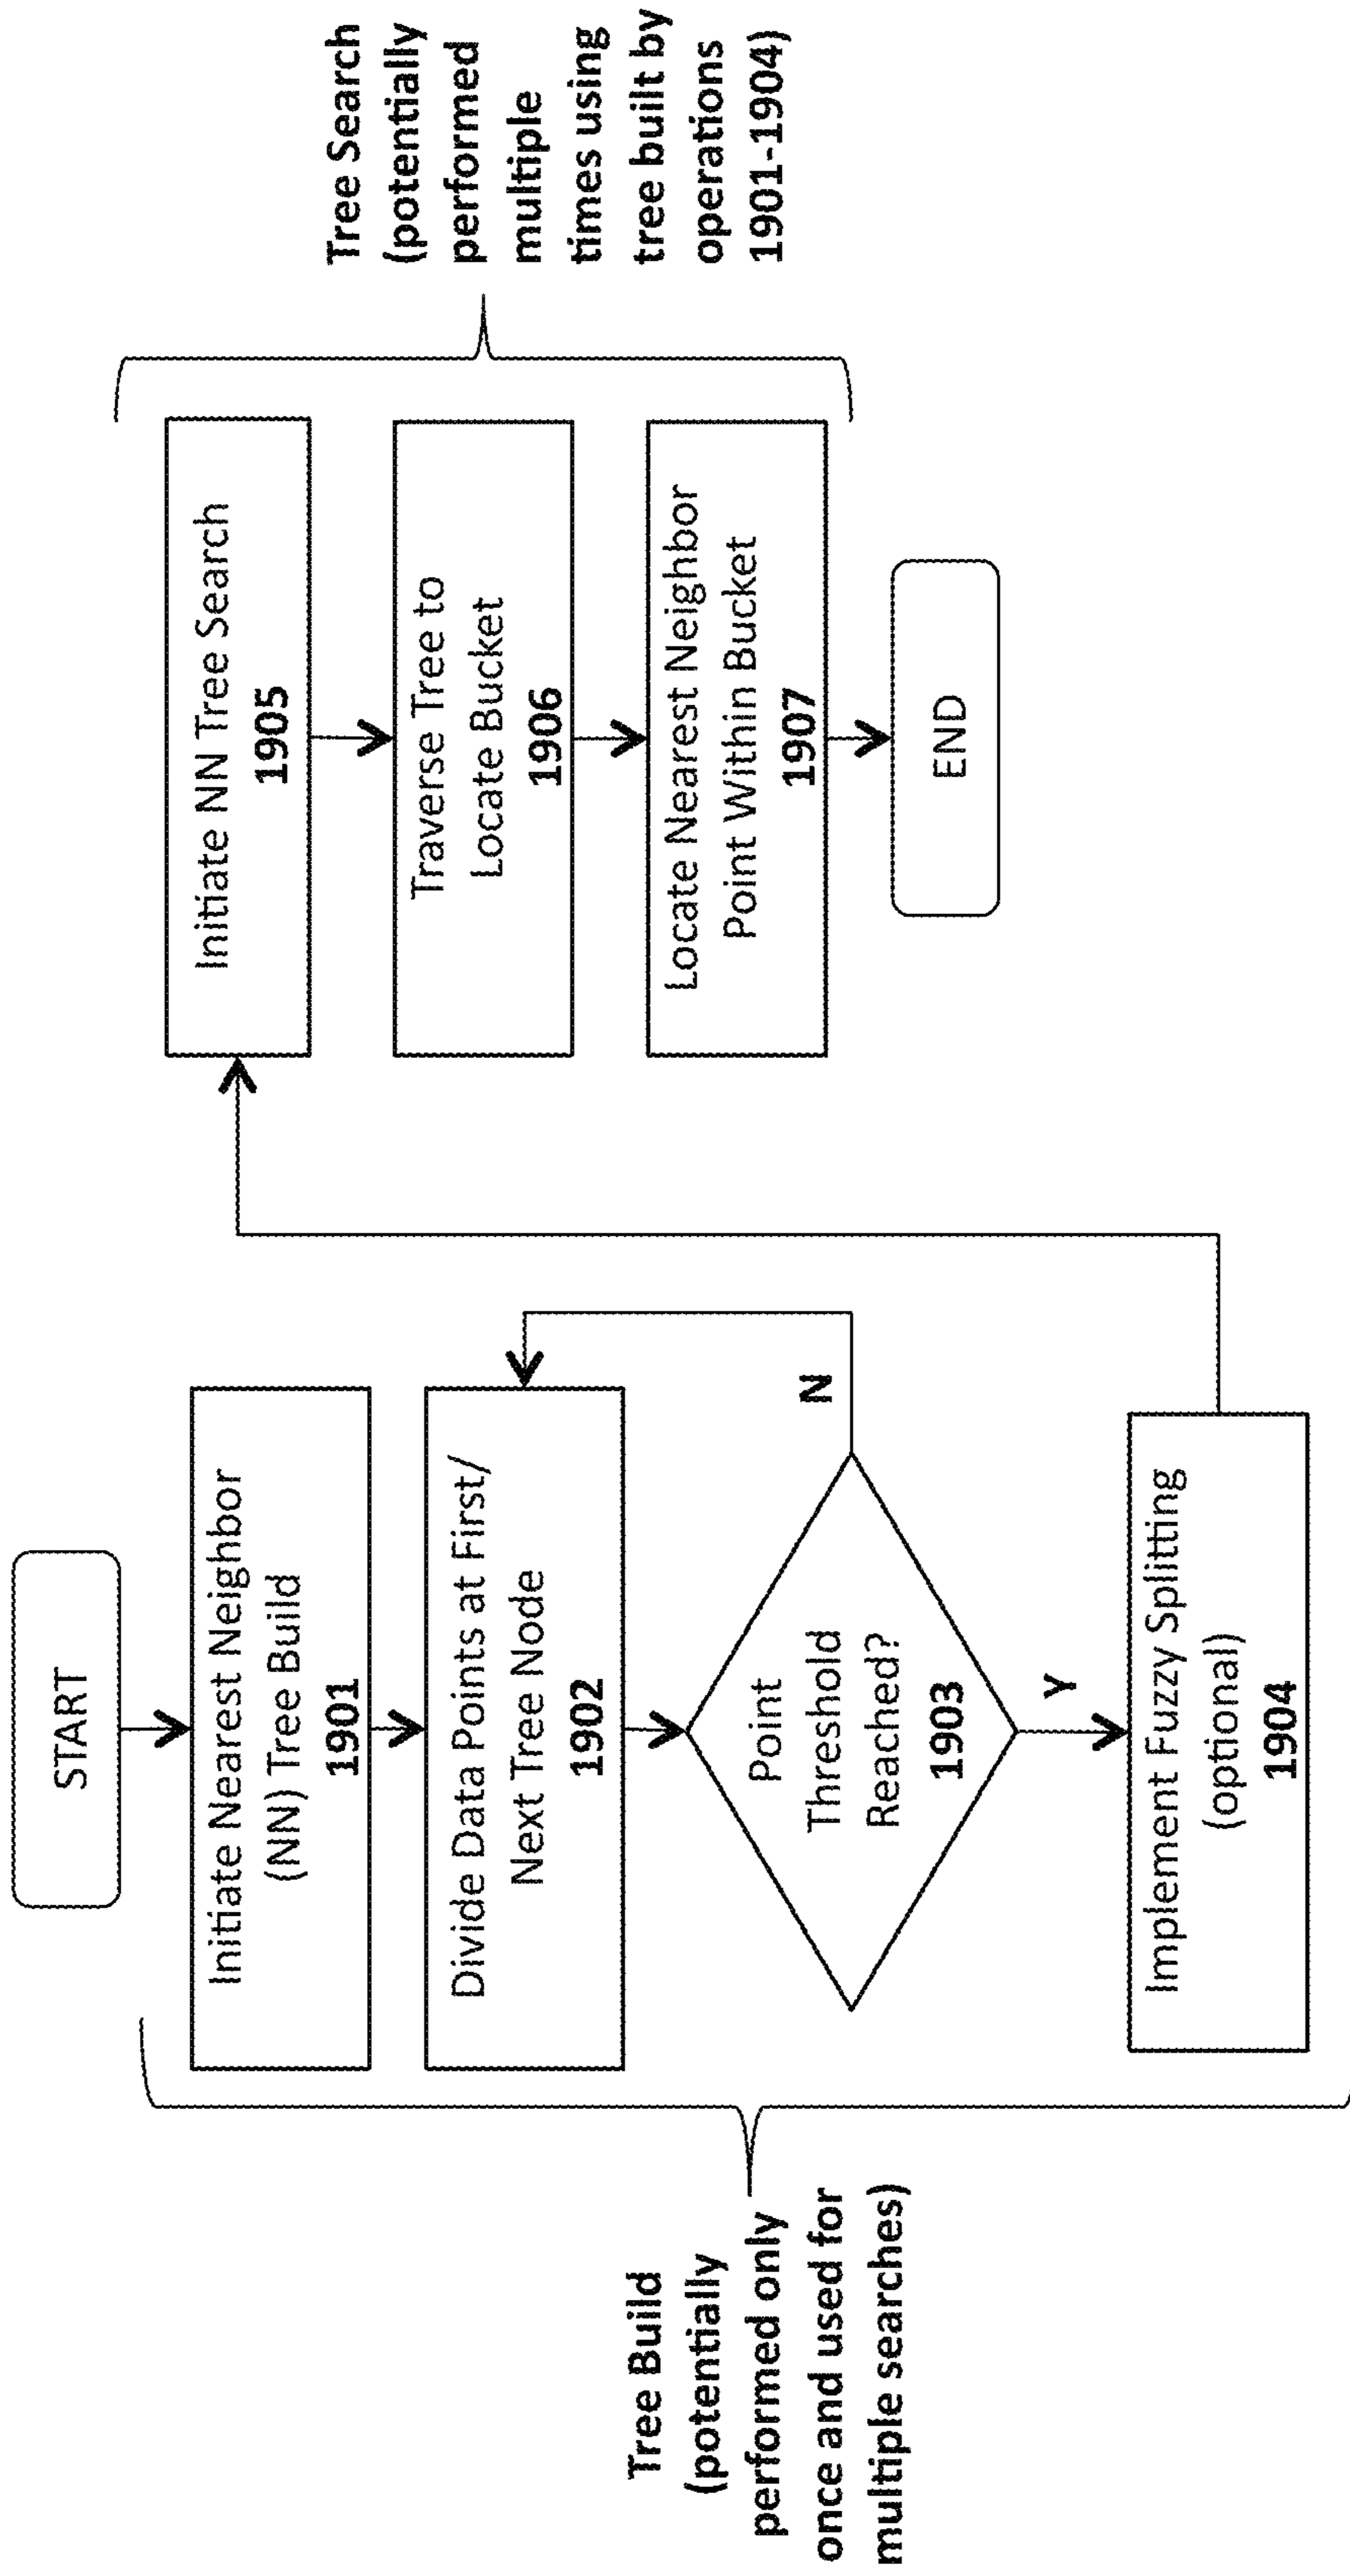 START
Initiate Nearest Neighbor
(NN) Tree Build
1901
Divide Data Points at First/
Next Tree Node
1902
Point
Threshold
Reached?
1903
N
Y
Implement Fuzzy Splitting
(optional)
1904
Tree Build
(potentially
performed only
once and used for
multiple searches)
Initiate NN Tree Search
1905
Traverse Tree to
Locate Bucket
1906
Locate Nearest Neighbor
Point Within Bucket
1907
END
Tree Search
(potentially
performed
multiple
times using
tree built by
operations
1901-1904)